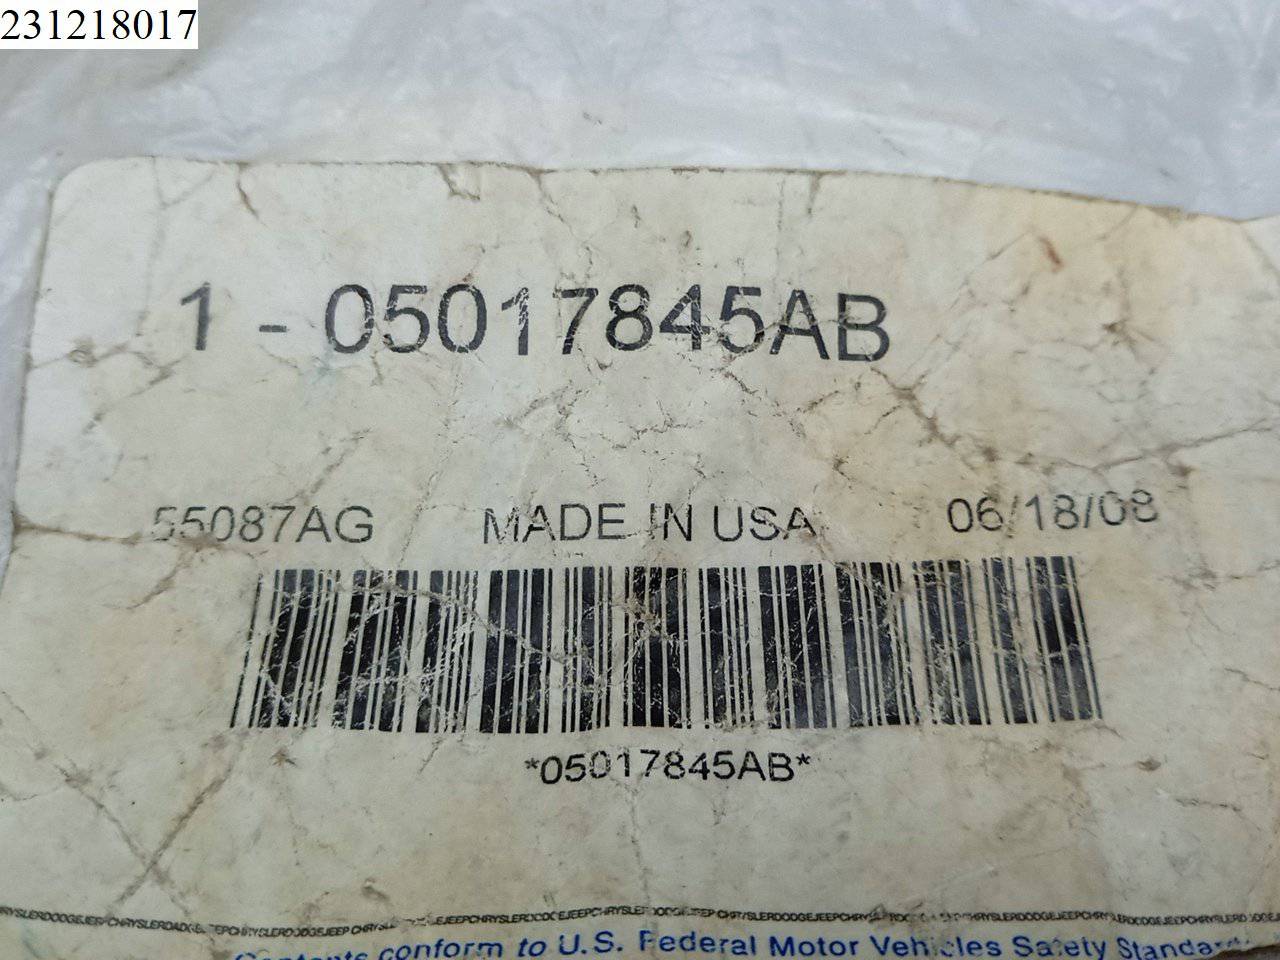 231218017
1 - 05017845AB
55087AG MADE IN USA 06/18/08
*05017845AB*
CHRYSLERDODGEJEEPCHRYSLERDODGEJEEPCHRYSLERDODGEJEEPCHRYSLERDODGEJEEPCHRYSLERDODGEJEEPCHRYSLERDODGEJEEP
Contents conform to U.S. Federal Motor Vehicles Safety Standards